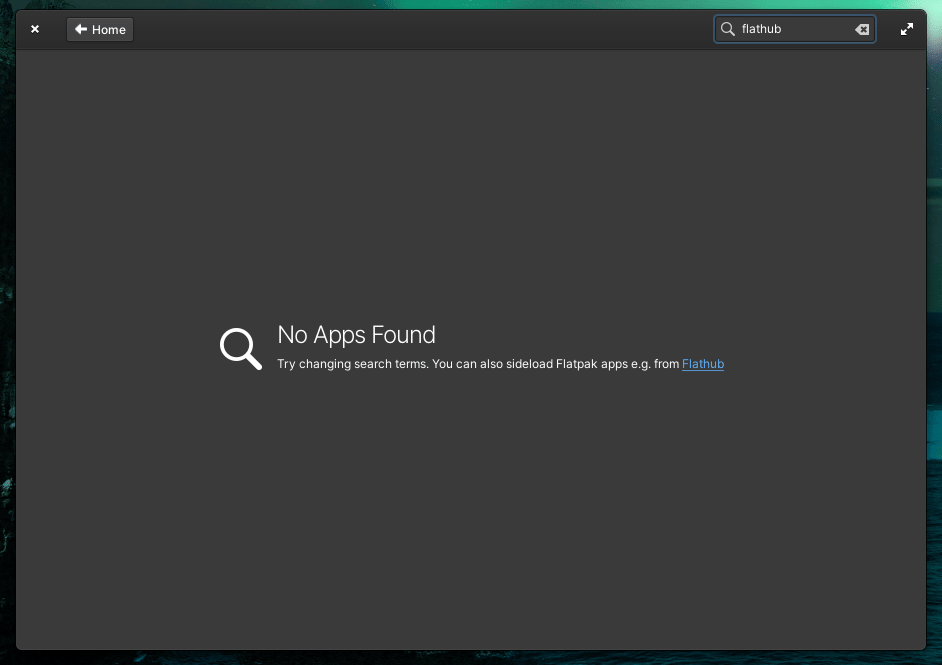 Home
flathub
No Apps Found
Try changing search terms. You can also sideload Flatpak apps e.g. from Flathub